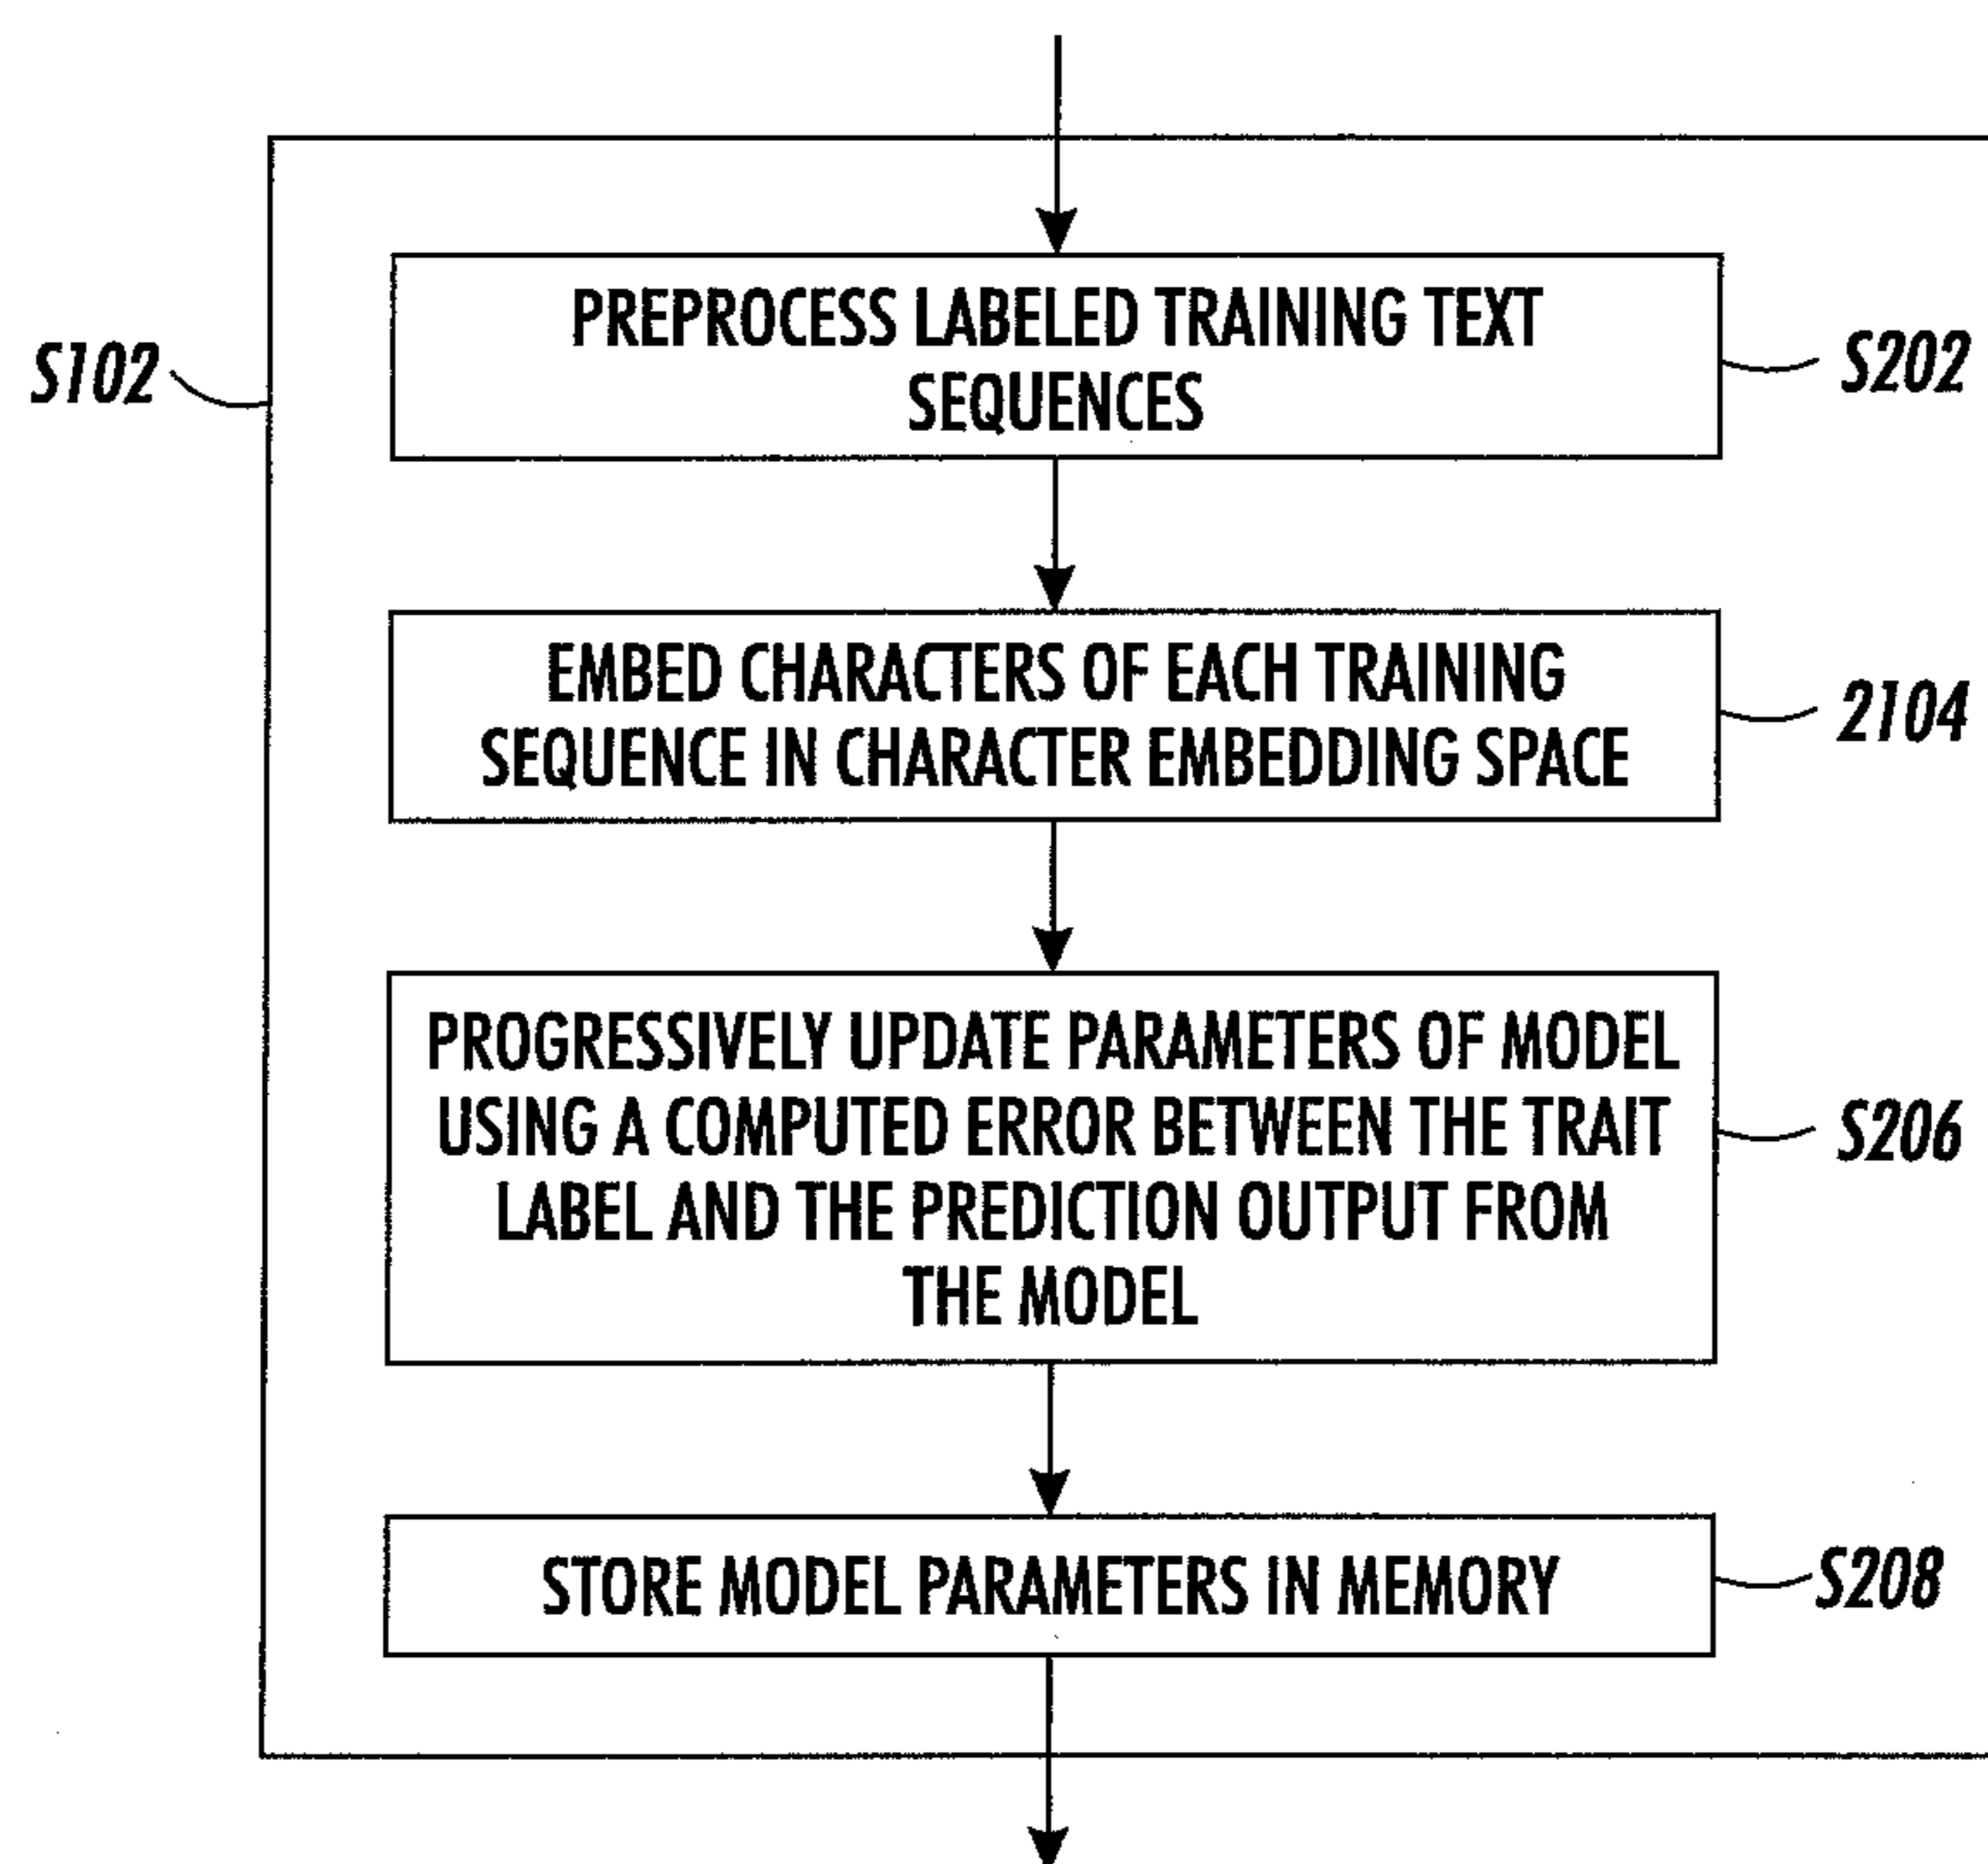 S102
PREPROCESS LABELED TRAINING TEXT
SEQUENCES
S202
EMBED CHARACTERS OF EACH TRAINING
SEQUENCE IN CHARACTER EMBEDDING SPACE
2104
PROGRESSIVELY UPDATE PARAMETERS OF MODEL
USING A COMPUTED ERROR BETWEEN THE TRAIT
LABEL AND THE PREDICTION OUTPUT FROM
THE MODEL
S206
STORE MODEL PARAMETERS IN MEMORY
S208